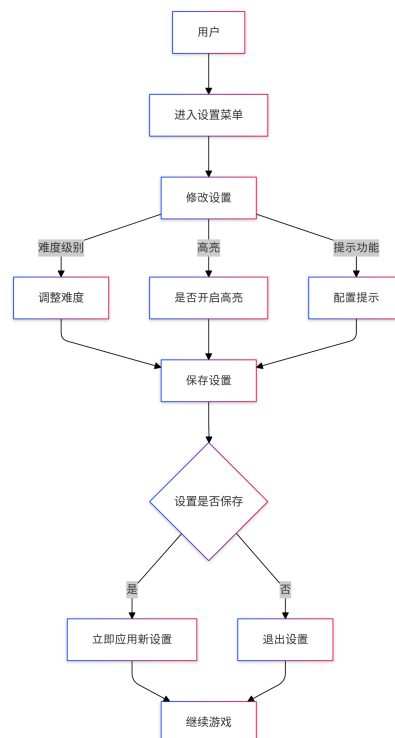 用户
进入设置菜单
修改设置
难度级别
高亮
提示功能
调整难度
是否开启高亮
配置提示
保存设置
设置是否保存
是
否
立即应用新设置
退出设置
继续游戏